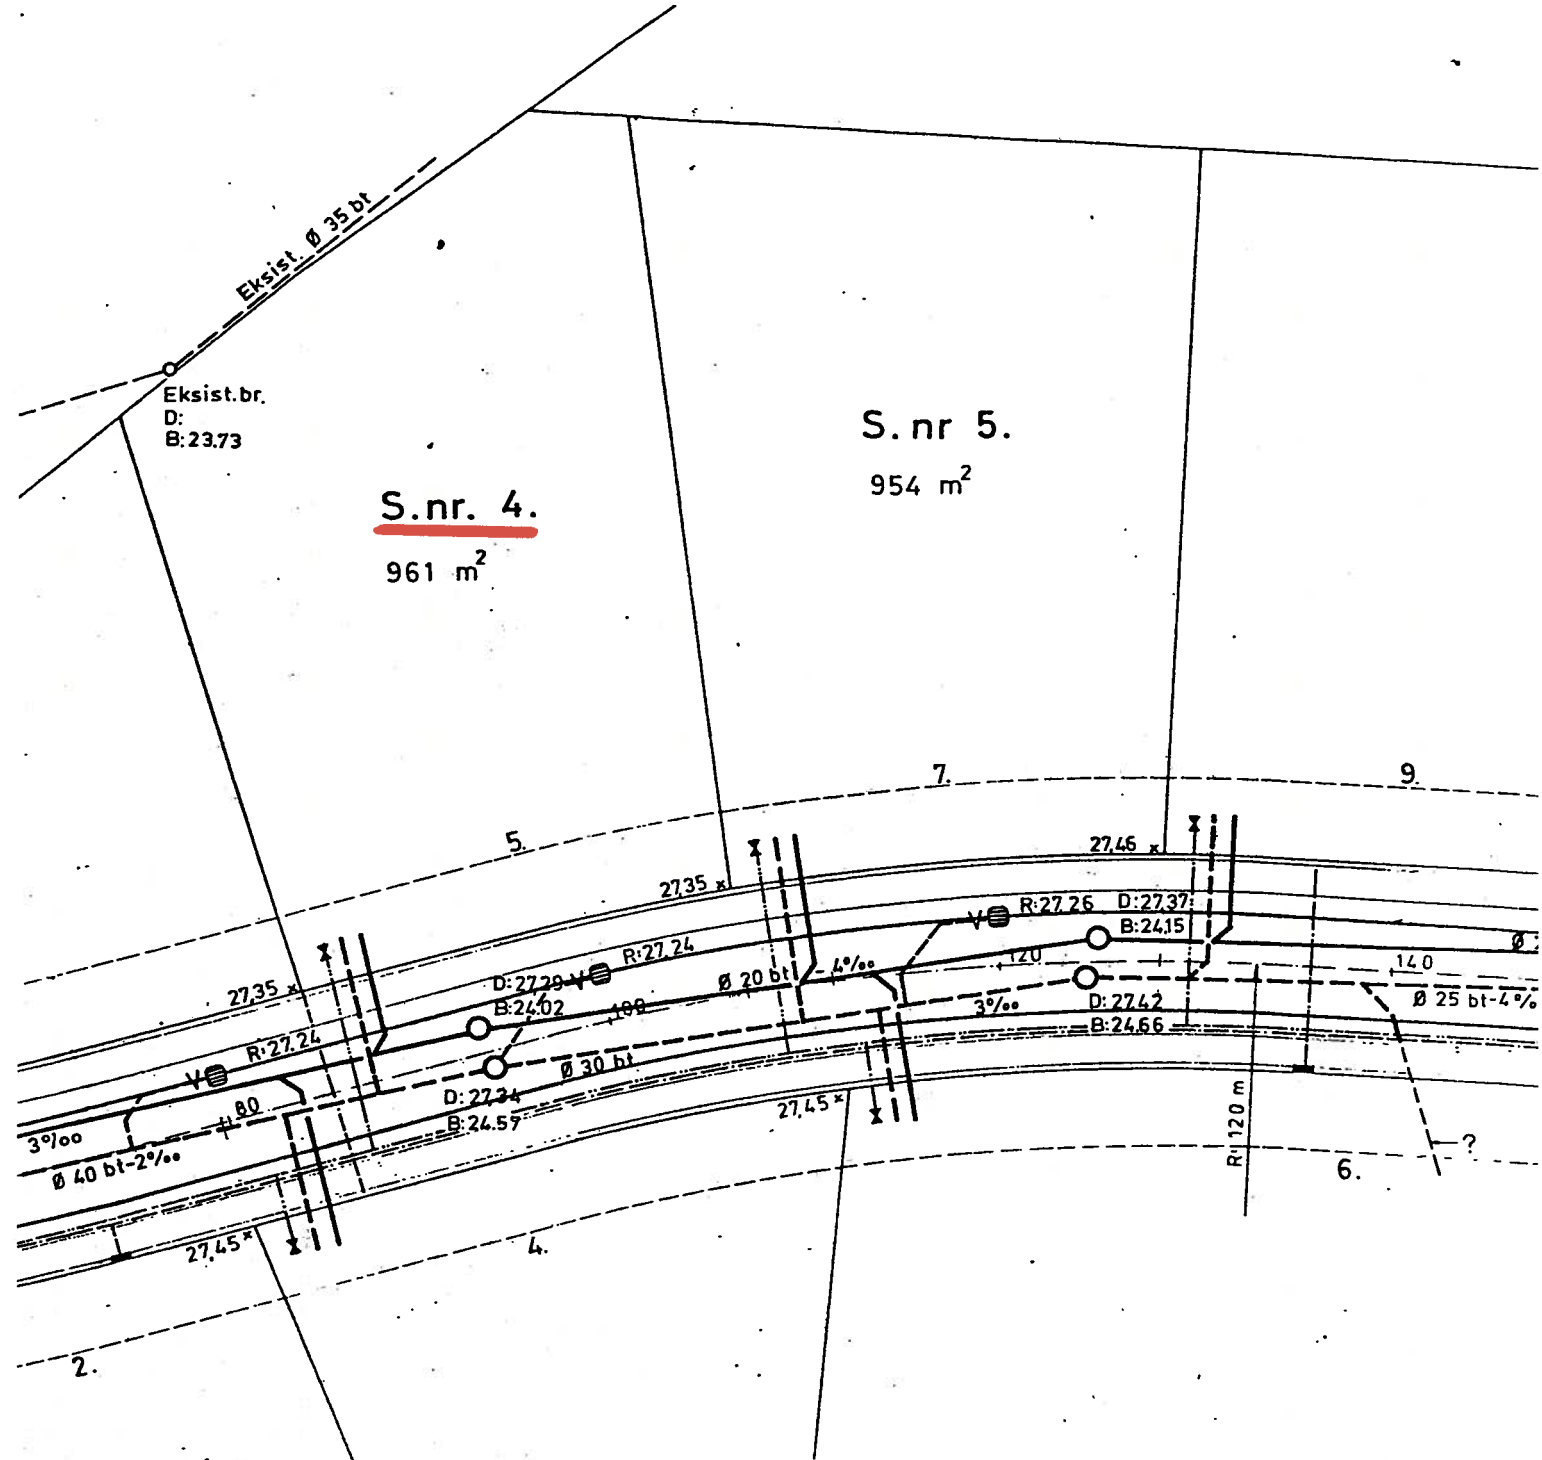 Eksist. Ø 35 bt
Eksist.br.
D:
B:23.73
S.nr. 4.
961 m²
S.nr 5.
954 m²
7.
9.
5.
27,46 x
27,35 x
R:27.26
D:27.37
B:24.15
V
R:27.24
V
Ø 20 bt - 4‰
120
140
D:27.29
B:24.02
100
27,35 x
3‰
D:27.42
B:24.66
Ø 25 bt-4‰
R:27.24
V
Ø 30 bt
D:27.34
B:24.57
80
3‰
Ø 40 bt-2‰
27,45 x
R:120 m
?
6.
27,45 x
4.
2.